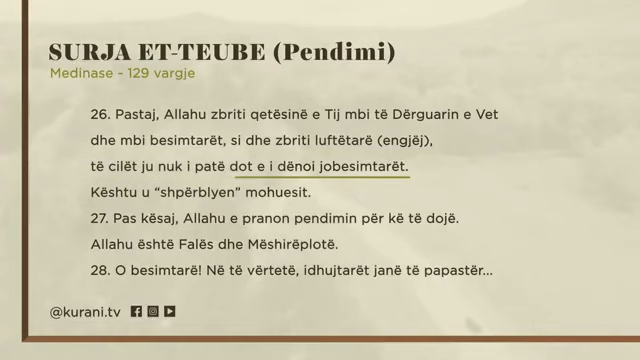 SURJA ET-TEUBE (Pendimi)
Medinase - 129 vargje
26. Pastaj, Allahu zbriti qetësinë e Tij mbi të Dërguarin e Vet
dhe mbi besimtarët, si dhe zbriti luftëtarë (engjëj),
të cilët ju nuk i patë dot e i dënoi jobesimtarët.
Kështu u “shpërblyen” mohuesit.
27. Pas kësaj, Allahu e pranon pendimin për kë të dojë.
Allahu është Falës dhe Mëshirëplotë.
28. O besimtarë! Në të vërtetë, idhujtarët janë të papastër...
@kurani.tv